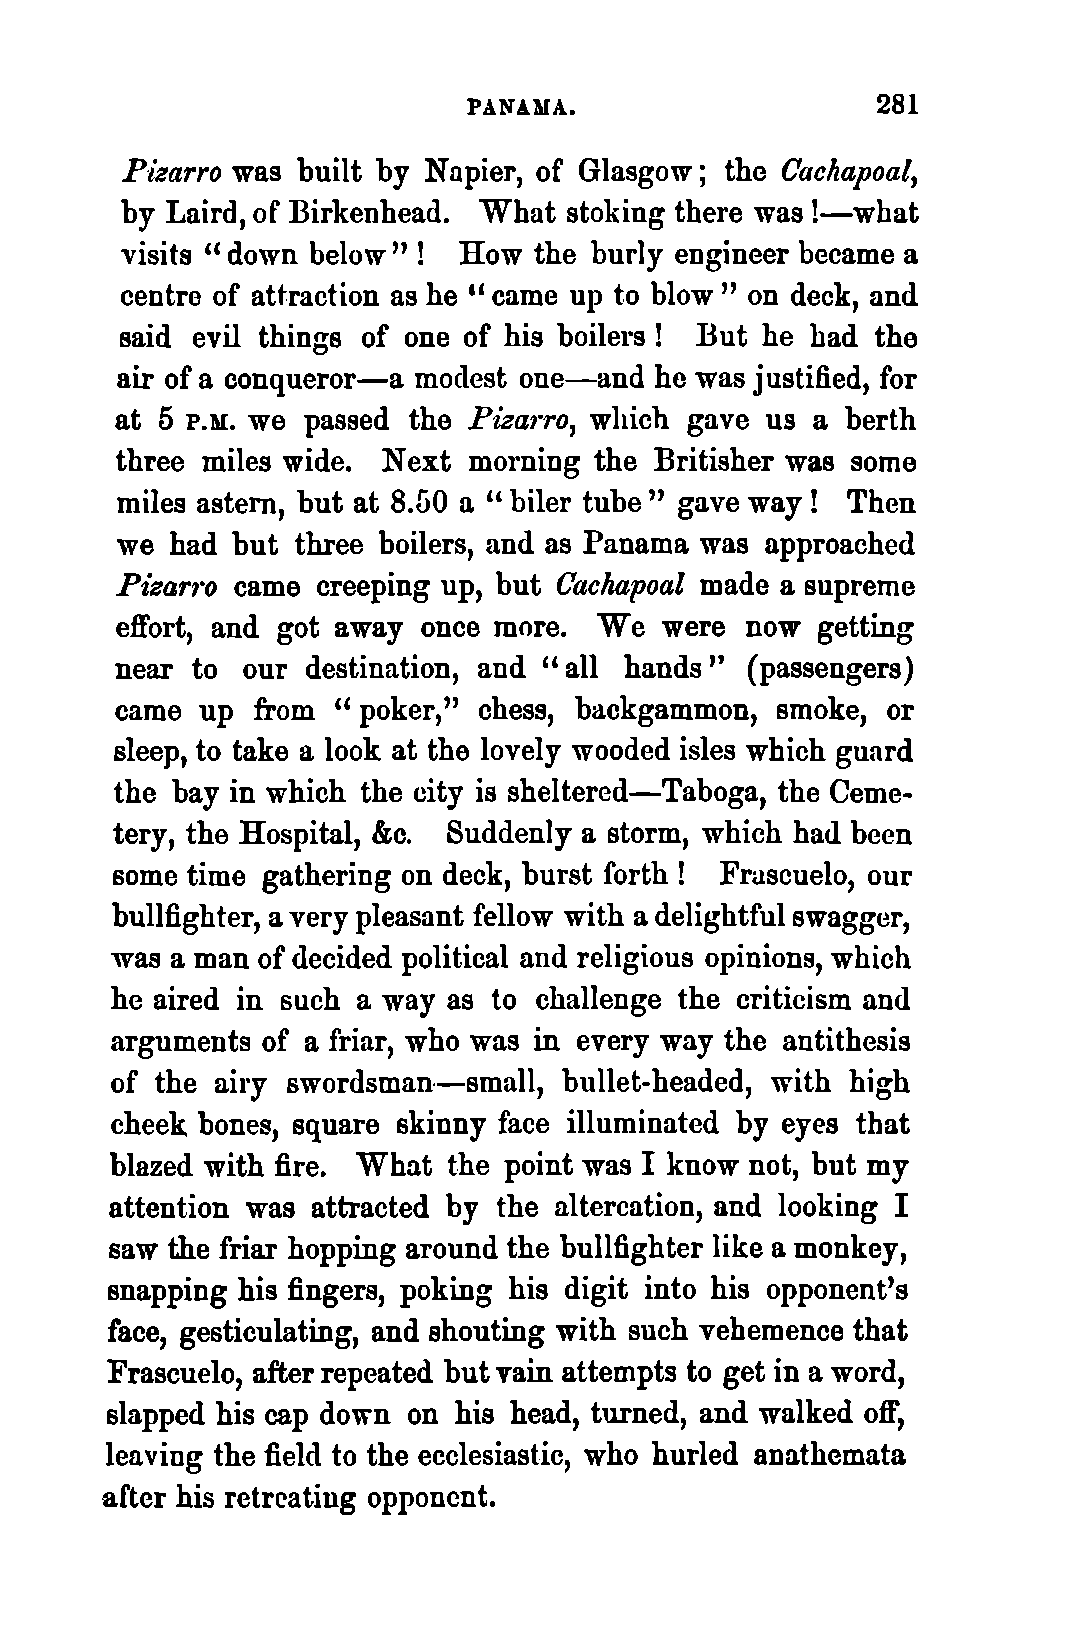 PANAMA. 281
Pizarro was built by Napier, of Glasgow; the Cachapoal,
by Laird, of Birkenhead. What stoking there was!—what
visits "down below"! How the burly engineer became a
centre of attraction as he "came up to blow" on deck, and
said evil things of one of his boilers! But he had the
air of a conqueror—a modest one—and he was justified, for
at 5 P.M. we passed the Pizarro, which gave us a berth
three miles wide. Next morning the Britisher was some
miles astern, but at 8.50 a "biler tube" gave way! Then
we had but three boilers, and as Panama was approached
Pizarro came creeping up, but Cachapoal made a supreme
effort, and got away once more. We were now getting
near to our destination, and "all hands" (passengers)
came up from "poker," chess, backgammon, smoke, or
sleep, to take a look at the lovely wooded isles which guard
the bay in which the city is sheltered—Taboga, the Ceme-
tery, the Hospital, &c. Suddenly a storm, which had been
some time gathering on deck, burst forth! Frascuelo, our
bullfighter, a very pleasant fellow with a delightful swagger,
was a man of decided political and religious opinions, which
he aired in such a way as to challenge the criticism and
arguments of a friar, who was in every way the antithesis
of the airy swordsman—small, bullet-headed, with high
cheek bones, square skinny face illuminated by eyes that
blazed with fire. What the point was I know not, but my
attention was attracted by the altercation, and looking I
saw the friar hopping around the bullfighter like a monkey,
snapping his fingers, poking his digit into his opponent's
face, gesticulating, and shouting with such vehemence that
Frascuelo, after repeated but vain attempts to get in a word,
slapped his cap down on his head, turned, and walked off,
leaving the field to the ecclesiastic, who hurled anathemata
after his retreating opponent.